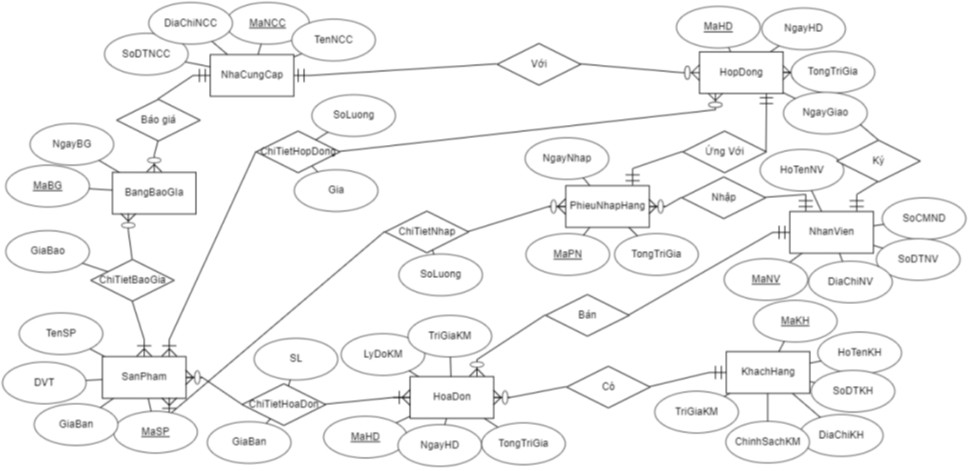 DiaChiNCC
MaNCC
SoDTNCC
TenNCC
NhaCungCap
Với
MaHD
NgayHD
HopDong
TongTriGia
NgayGiao
Báo giá
SoLuong
ChiTietHopDong
Gia
Ứng Với
Ký
NgayBG
MaBG
BangBaoGIa
NgayNhap
PhieuNhapHang
Nhập
HoTenNV
NhanVien
SoCMND
SoDTNV
DiaChiNV
MaNV
ChiTietNhap
SoLuong
MaPN
TongTriGia
GiaBao
ChiTietBaoGia
Bán
MaKH
TenSP
SL
LyDoKM
TriGiaKM
HoTenKH
DVT
SanPham
ChiTietHoaDon
HoaDon
Có
KhachHang
SoDTKH
GiaBan
MaSP
GiaBan
MaHD
NgayHD
TongTriGia
TriGiaKM
ChinhSachKM
DiaChiKH